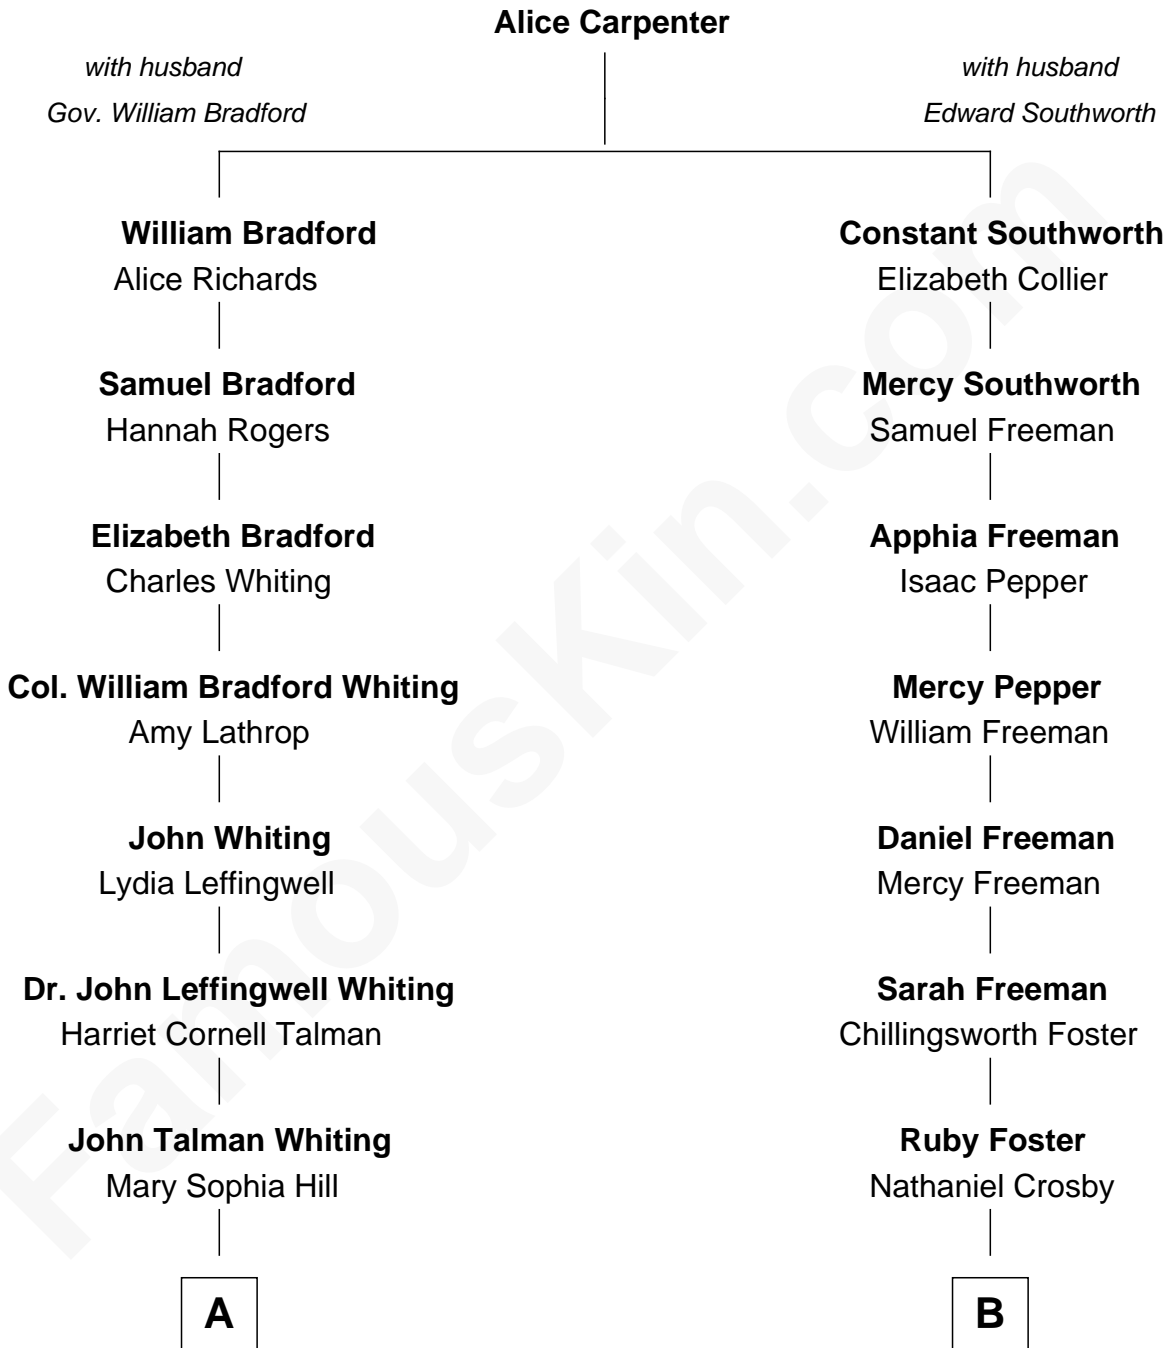 Alice Carpenter
with husband
Gov. William Bradford
with husband
Edward Southworth
William Bradford
Alice Richards
Constant Southworth
Elizabeth Collier
Samuel Bradford
Hannah Rogers
Mercy Southworth
Samuel Freeman
Elizabeth Bradford
Charles Whiting
Apphia Freeman
Isaac Pepper
Col. William Bradford Whiting
Amy Lathrop
Mercy Pepper
William Freeman
John Whiting
Lydia Leffingwell
Daniel Freeman
Mercy Freeman
Dr. John Leffingwell Whiting
Harriet Cornell Talman
Sarah Freeman
Chillingsworth Foster
John Talman Whiting
Mary Sophia Hill
Ruby Foster
Nathaniel Crosby
A
B
FamousKin.com